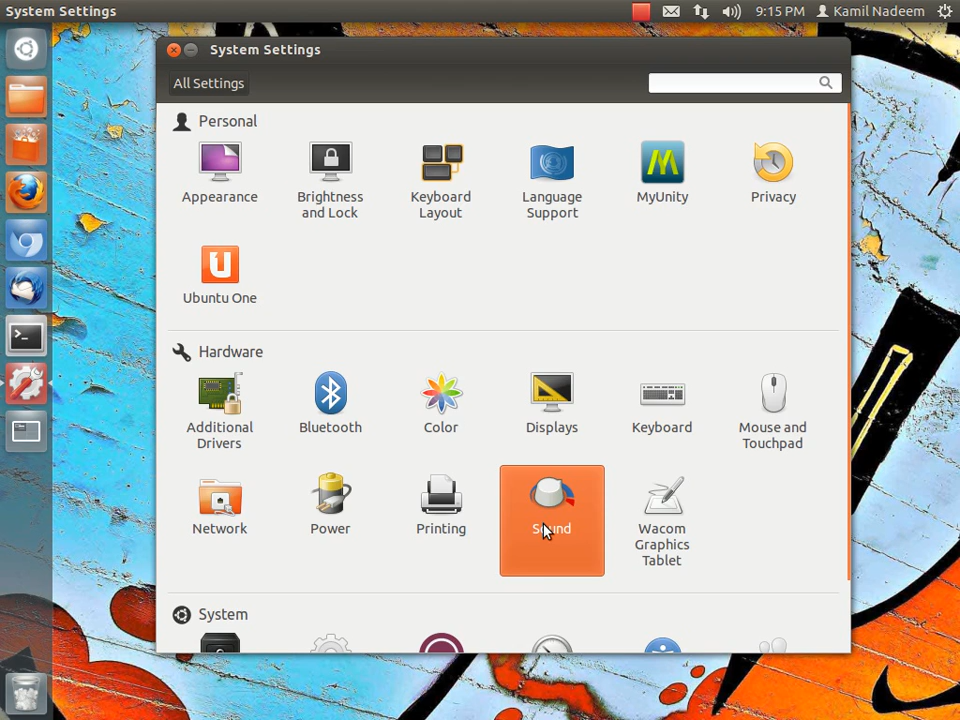 System Settings
9:15 PM
Kamil Nadeem
System Settings
All Settings
Personal
Appearance
Brightness
and Lock
Keyboard
Layout
Language
Support
MyUnity
Privacy
Ubuntu One
Hardware
Additional
Drivers
Bluetooth
Color
Displays
Keyboard
Mouse and
Touchpad
Network
Power
Printing
Sound
Wacom
Graphics
Tablet
System